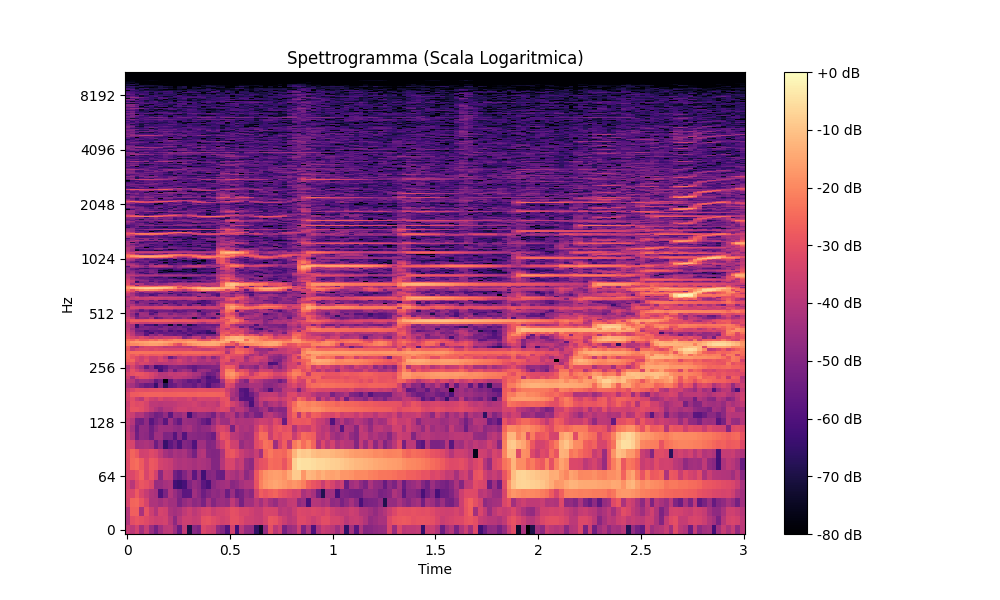 Spettrogramma (Scala Logaritmica)
Hz
8192
4096
2048
1024
512
256
128
64
0
0
0.5
1
1.5
2
2.5
3
Time
+0 dB
-10 dB
-20 dB
-30 dB
-40 dB
-50 dB
-60 dB
-70 dB
-80 dB